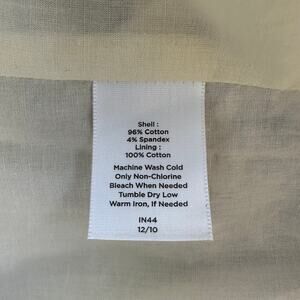 Shell :
96% Cotton
4% Spandex
Lining :
100% Cotton
Machine Wash Cold
Only Non-Chlorine
Bleach When Needed
Tumble Dry Low
Warm Iron, If Needed
IN44
12/10